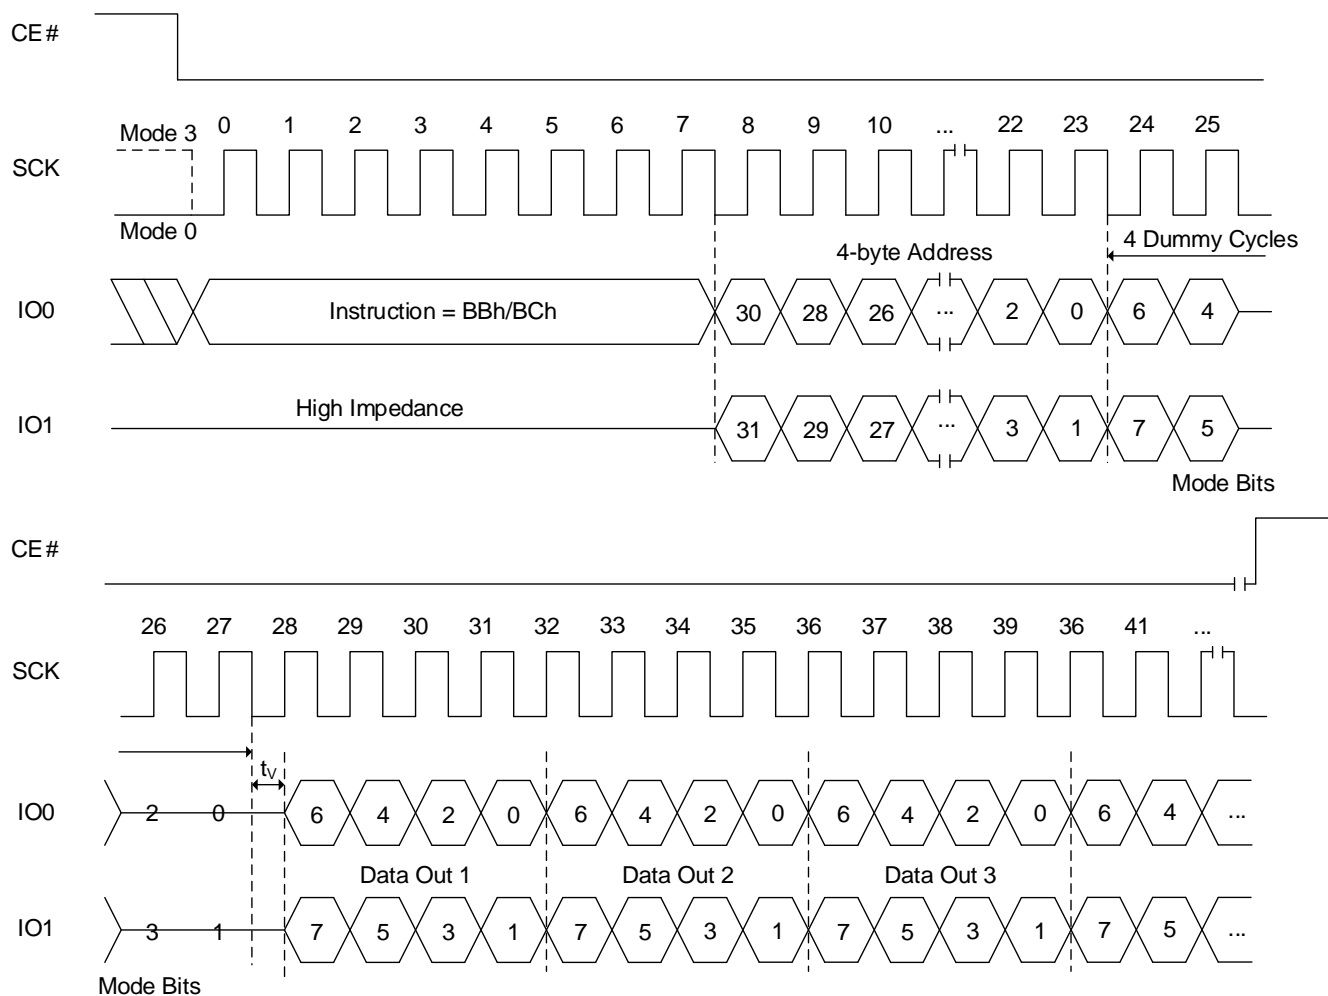 CE#
Mode 3 0 1 2 3 4 5 6 7 8 9 10 ... 22 23 24 25
SCK
Mode 0
4-byte Address 4 Dummy Cycles
IO0 Instruction = BBh/BCh 30 28 26 ... 2 0 6 4
High Impedance
IO1 31 29 27 ... 3 1 7 5
Mode Bits
CE#
26 27 28 29 30 31 32 33 34 35 36 37 38 39 36 41 ...
SCK
tV
IO0 2 0 6 4 2 0 6 4 2 0 6 4 2 0 6 4 ...
Data Out 1 Data Out 2 Data Out 3
IO1 3 1 7 5 3 1 7 5 3 1 7 5 3 1 7 5 ...
Mode Bits